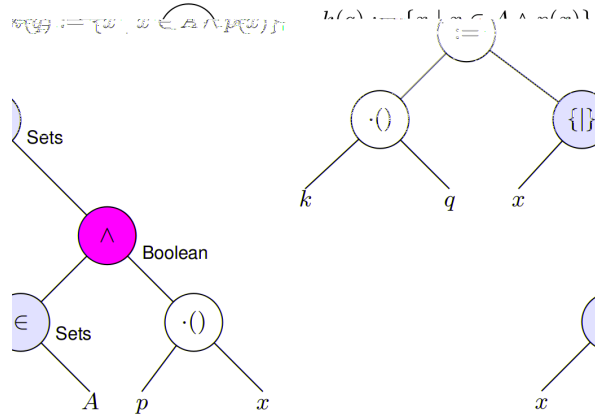 :=
·() {|}
Sets
k q x
∧
Boolean
∈ Sets ·()
A p x x